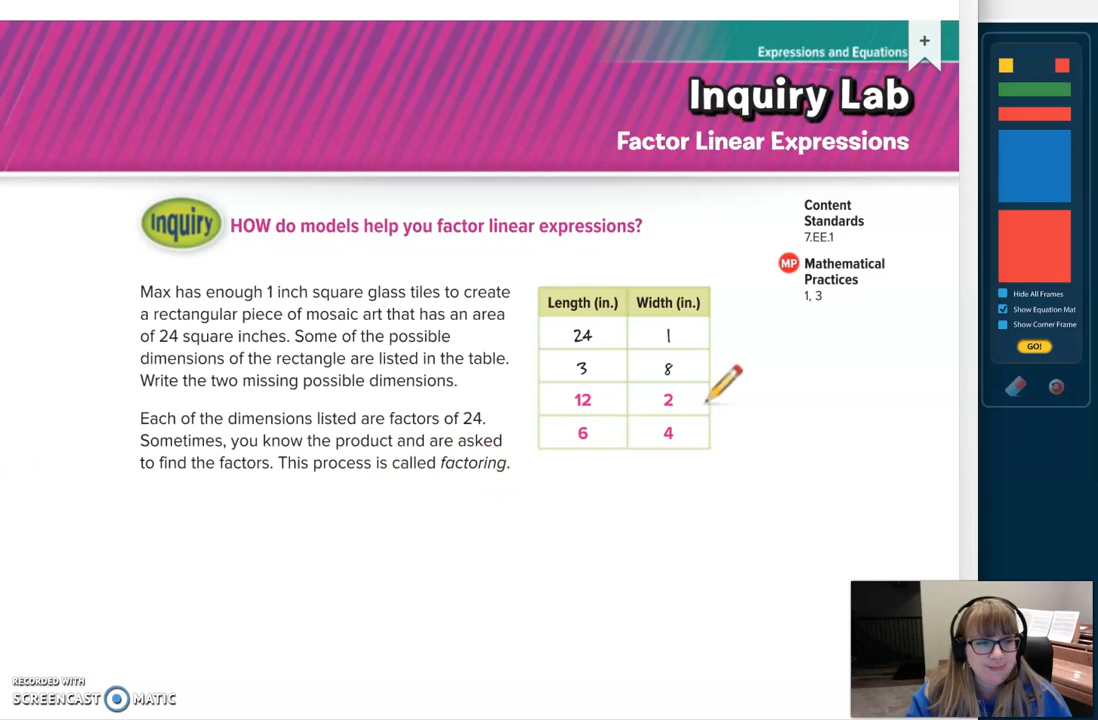 Expressions and Equations
+
Inquiry Lab
Factor Linear Expressions
Inquiry
HOW do models help you factor linear expressions?
Content
Standards
7.EE.1
MP Mathematical
Practices
1, 3
Max has enough 1 inch square glass tiles to create
a rectangular piece of mosaic art that has an area
of 24 square inches. Some of the possible
dimensions of the rectangle are listed in the table.
Write the two missing possible dimensions.
Each of the dimensions listed are factors of 24.
Sometimes, you know the product and are asked
to find the factors. This process is called factoring.
Length (in.) Width (in.)
24 1
3 8
12 2
6 4
Hide All Frames
Show Equation Mat
Show Corner Frame
GO!
RECORDED WITH
SCREENCAST MATIC